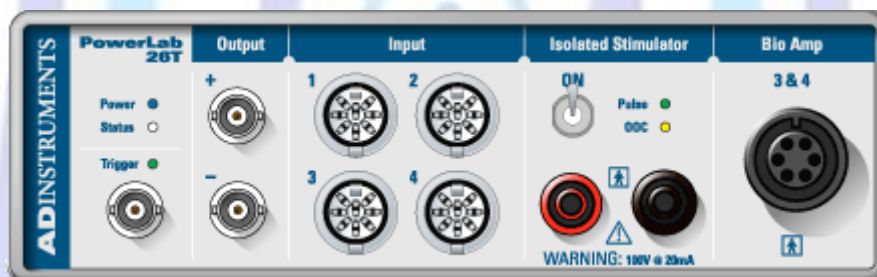 ADINSTRUMENTS
PowerLab
26T
Output
Input
Isolated Stimulator
Bio Amp
Power
Status
Trigger
+
−
1
2
3
4
ON
Pulse
OOC
WARNING: 100V @ 20mA
3 & 4